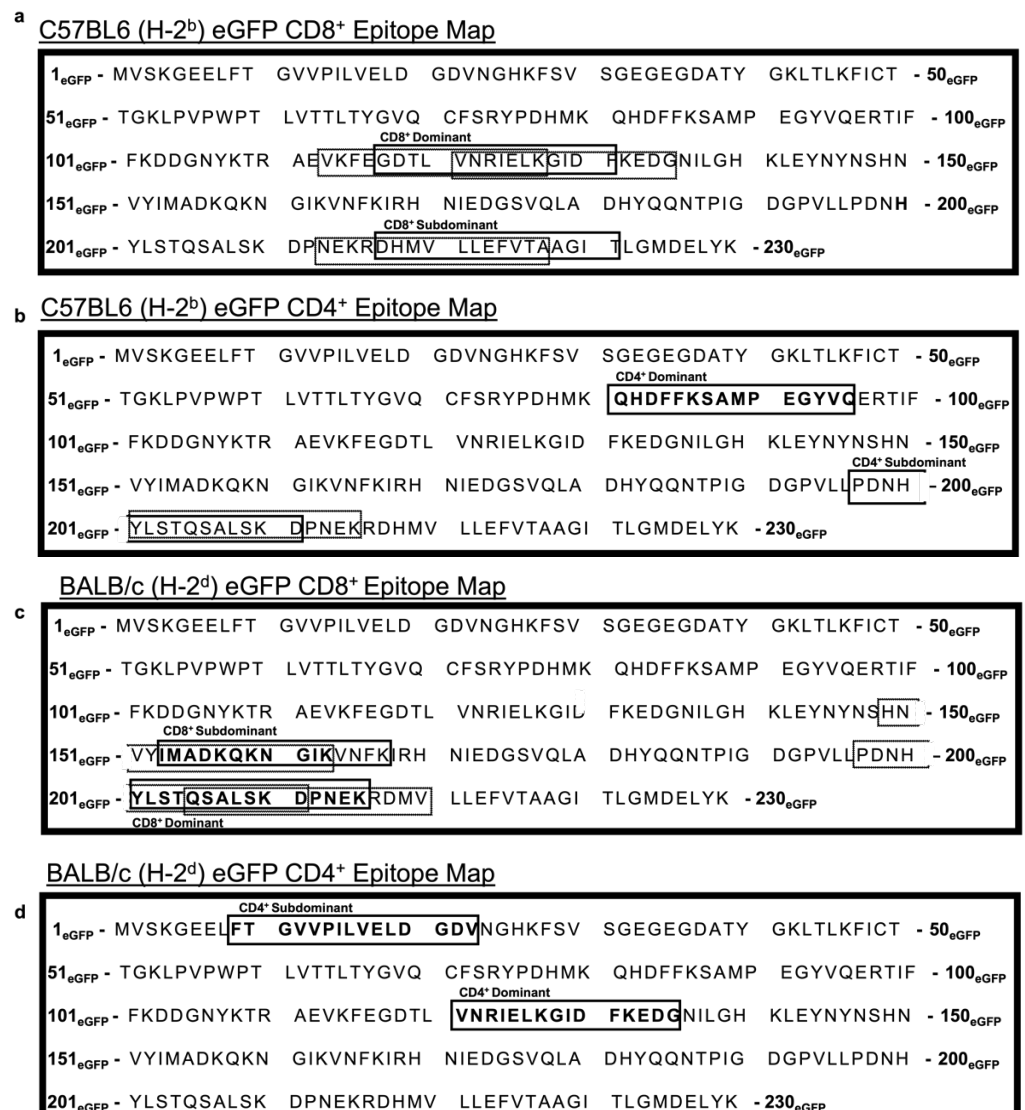 a
C57BL6 (H-2ᵇ) eGFP CD8⁺ Epitope Map
1eGFP - MVSKGEELFT GVVPILVELD GDVNGHKFSV SGEGEGDATY GKLTLKFICT - 50eGFP
51eGFP - TGKLPVPWPT LVTTLTYGVQ CFSRYPDHMK QHDFFKSAMP EGYVQERTIF - 100eGFP
CD8⁺ Dominant
101eGFP - FKDDGNYKTR AEVKFEGDTL VNRIELKGID FKEDGNILGH KLEYNYNSHN - 150eGFP
151eGFP - VYIMADKQKN GIKVNFKIRH NIEDGSVQLA DHYQQNTPIG DGPVLLPDNH - 200eGFP
CD8⁺ Subdominant
201eGFP - YLSTQSALSK DPNEKRDHMV LLEFVTAAGI TLGMDELYK - 230eGFP
b
C57BL6 (H-2ᵇ) eGFP CD4⁺ Epitope Map
1eGFP - MVSKGEELFT GVVPILVELD GDVNGHKFSV SGEGEGDATY GKLTLKFICT - 50eGFP
CD4⁺ Dominant
51eGFP - TGKLPVPWPT LVTTLTYGVQ CFSRYPDHMK QHDFFKSAMP EGYVQERTIF - 100eGFP
101eGFP - FKDDGNYKTR AEVKFEGDTL VNRIELKGID FKEDGNILGH KLEYNYNSHN - 150eGFP
CD4⁺ Subdominant
151eGFP - VYIMADKQKN GIKVNFKIRH NIEDGSVQLA DHYQQNTPIG DGPVLLPDNH - 200eGFP
201eGFP - YLSTQSALSK DPNEKRDHMV LLEFVTAAGI TLGMDELYK - 230eGFP
BALB/c (H-2ᵈ) eGFP CD8⁺ Epitope Map
c
1eGFP - MVSKGEELFT GVVPILVELD GDVNGHKFSV SGEGEGDATY GKLTLKFICT - 50eGFP
51eGFP - TGKLPVPWPT LVTTLTYGVQ CFSRYPDHMK QHDFFKSAMP EGYVQERTIF - 100eGFP
101eGFP - FKDDGNYKTR AEVKFEGDTL VNRIELKGID FKEDGNILGH KLEYNYNSHN - 150eGFP
CD8⁺ Subdominant
151eGFP - VYIMADKQKN GIKVNFKIRH NIEDGSVQLA DHYQQNTPIG DGPVLLPDNH - 200eGFP
201eGFP - YLSTQSALSK DPNEKRDMV LLEFVTAAGI TLGMDELYK - 230eGFP
CD8⁺ Dominant
BALB/c (H-2ᵈ) eGFP CD4⁺ Epitope Map
d
CD4⁺ Subdominant
1eGFP - MVSKGEELFT GVVPILVELD GDVNGHKFSV SGEGEGDATY GKLTLKFICT - 50eGFP
51eGFP - TGKLPVPWPT LVTTLTYGVQ CFSRYPDHMK QHDFFKSAMP EGYVQERTIF - 100eGFP
CD4⁺ Dominant
101eGFP - FKDDGNYKTR AEVKFEGDTL VNRIELKGID FKEDGNILGH KLEYNYNSHN - 150eGFP
151eGFP - VYIMADKQKN GIKVNFKIRH NIEDGSVQLA DHYQQNTPIG DGPVLLPDNH - 200eGFP
201eGFP - YLSTQSALSK DPNEKRDHMV LLEFVTAAGI TLGMDELYK - 230eGFP